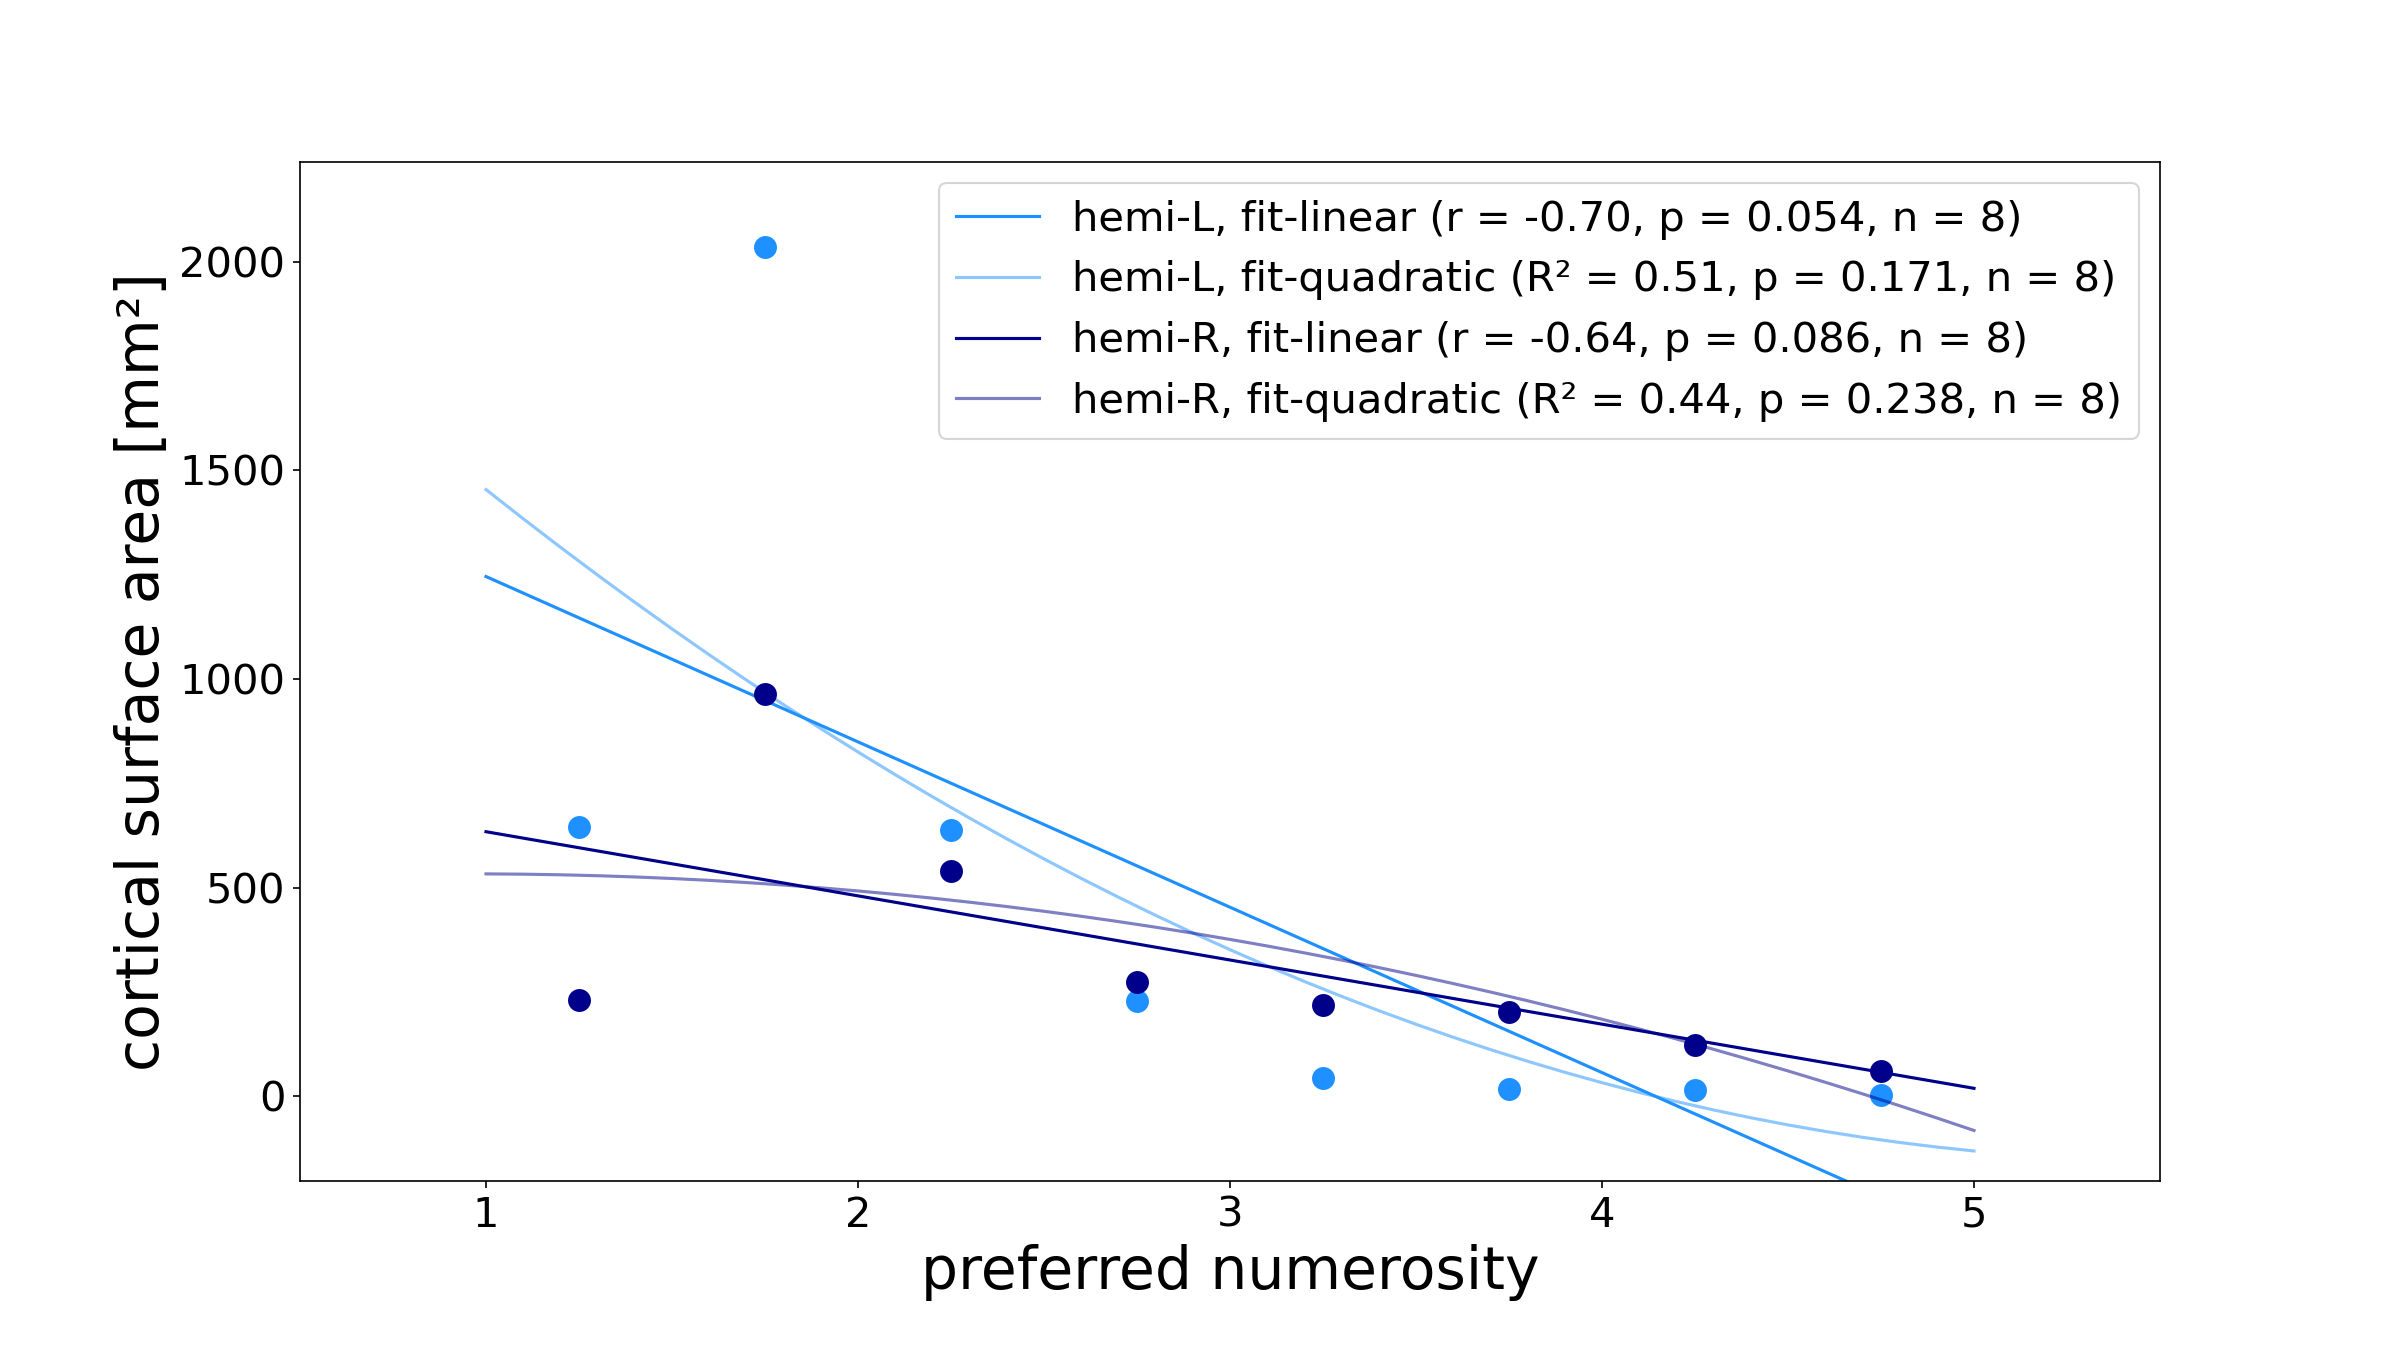 hemi-L, fit-linear (r = -0.70, p = 0.054, n = 8)
hemi-L, fit-quadratic (R² = 0.51, p = 0.171, n = 8)
hemi-R, fit-linear (r = -0.64, p = 0.086, n = 8)
hemi-R, fit-quadratic (R² = 0.44, p = 0.238, n = 8)
cortical surface area [mm²]
2000
1500
1000
500
0
1 2 3 4 5
preferred numerosity